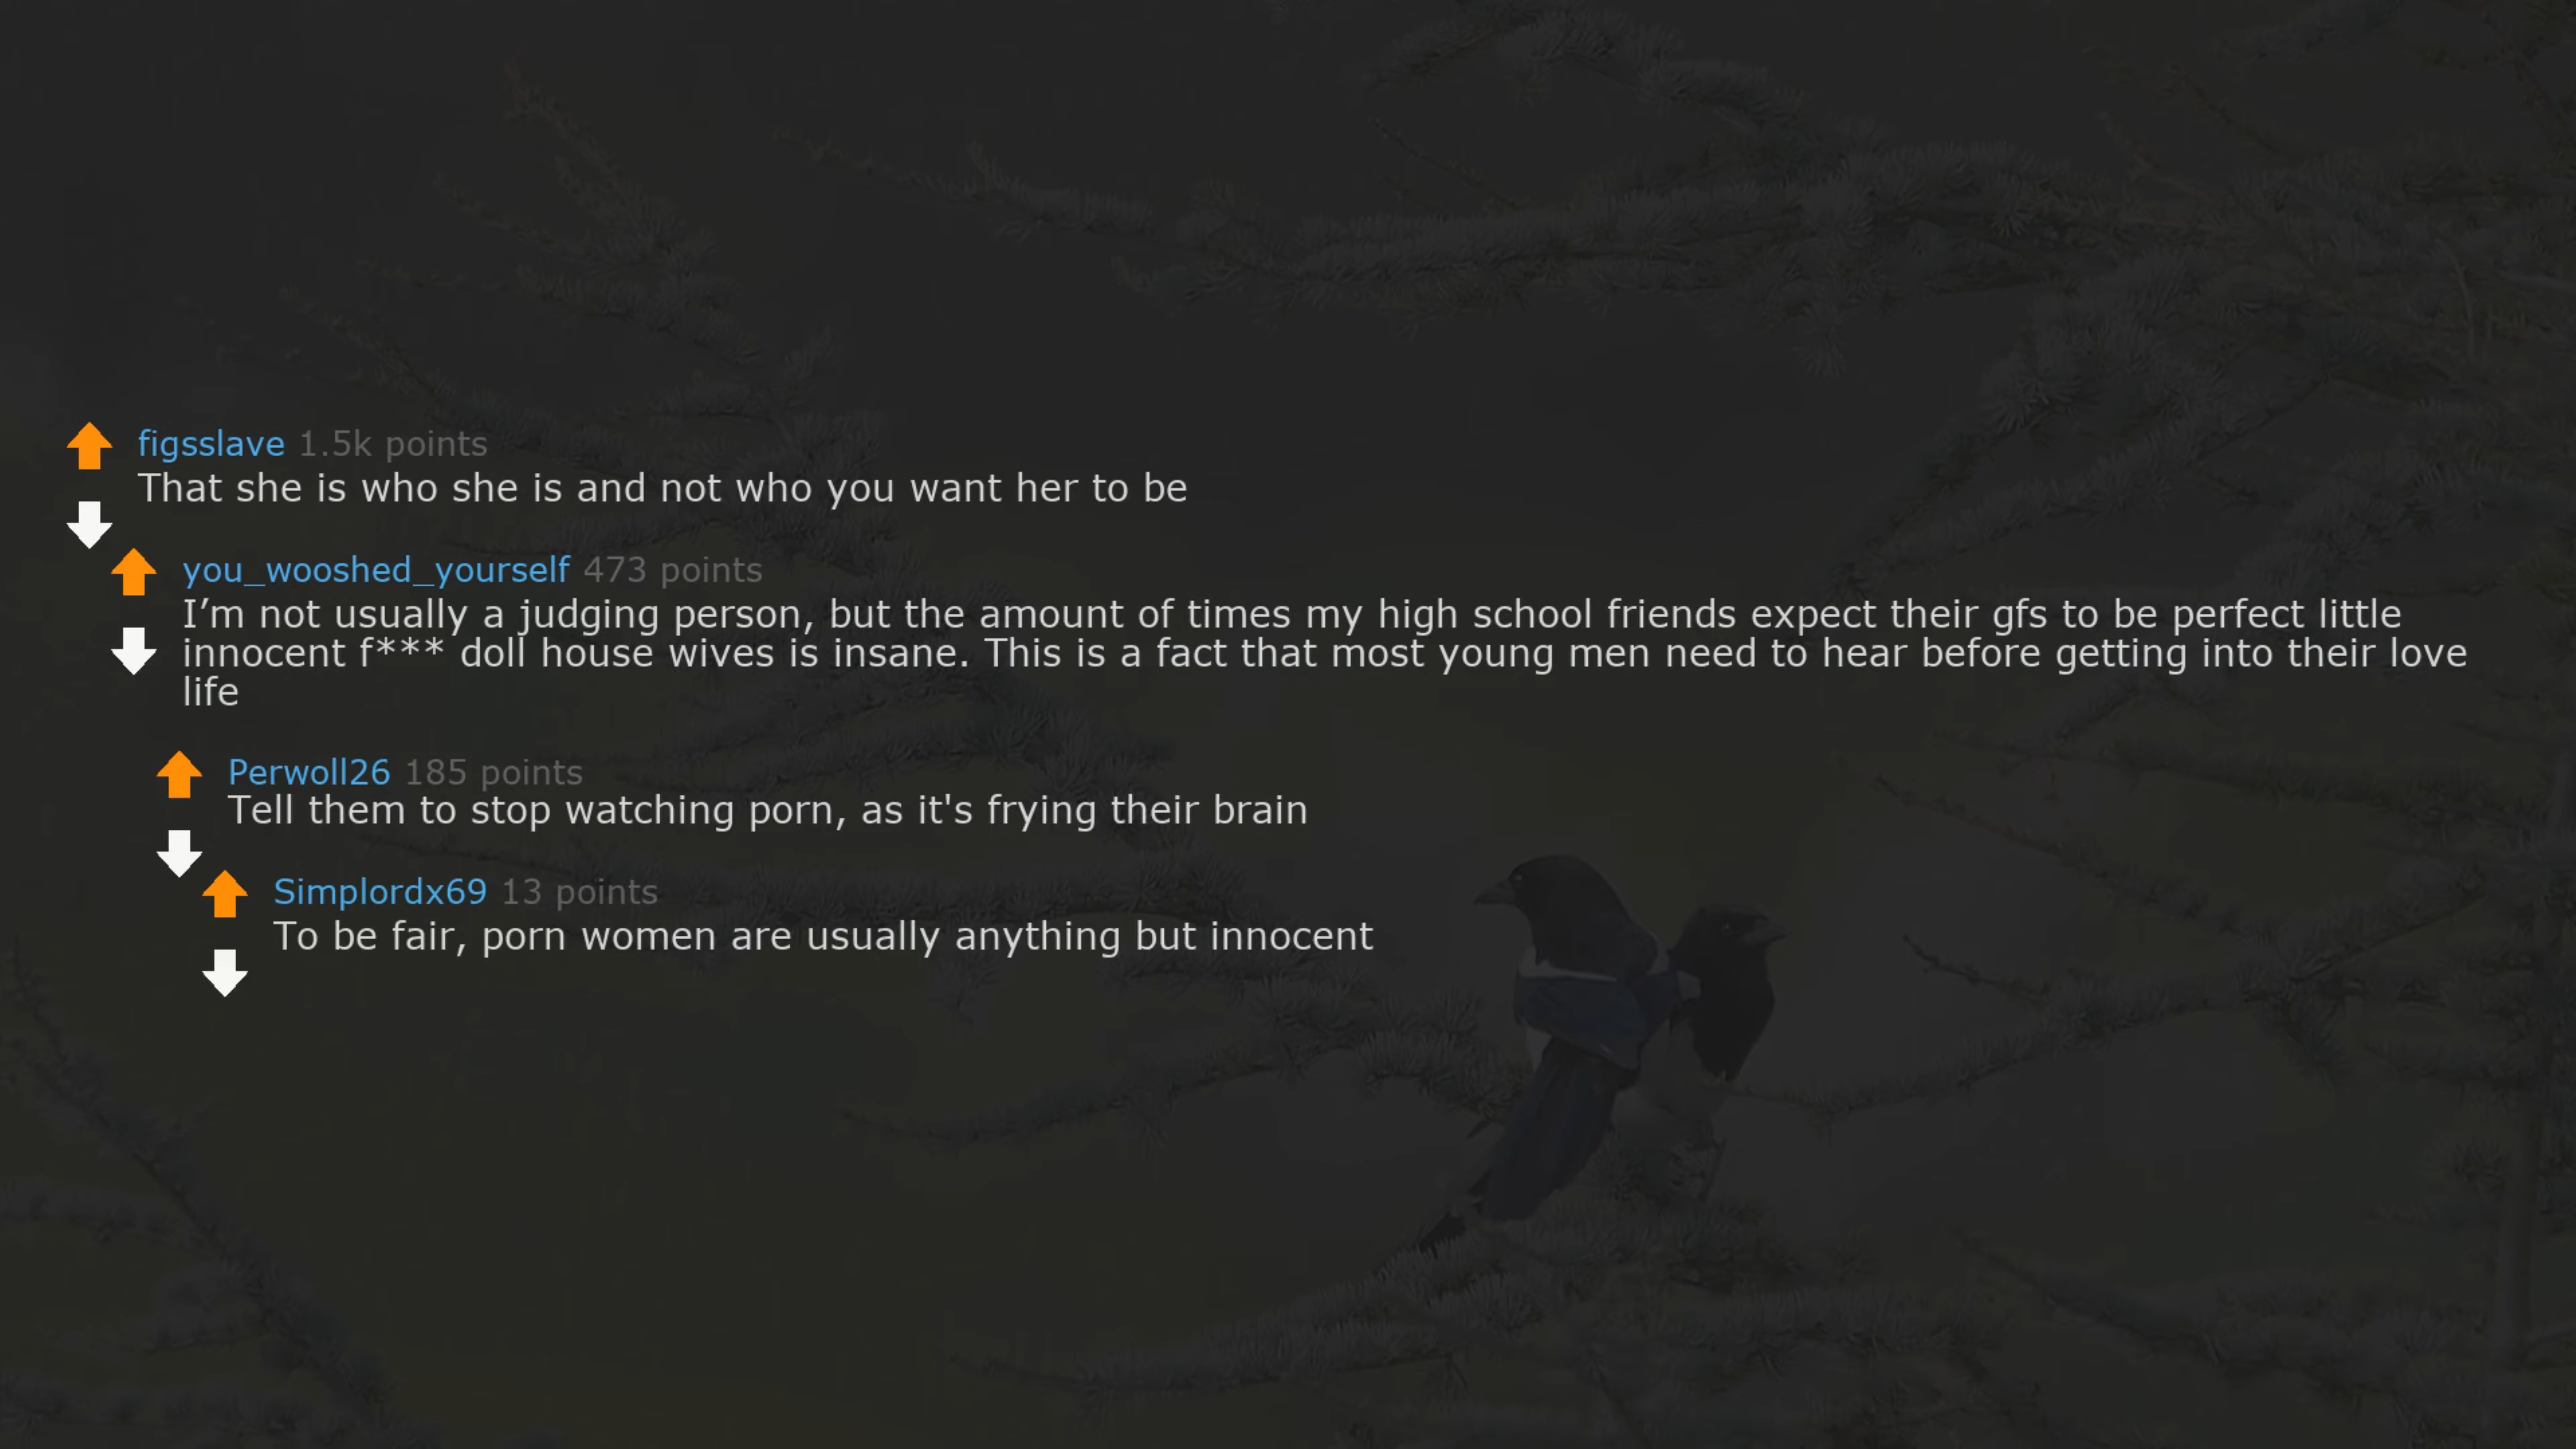 figsslave 1.5k points
That she is who she is and not who you want her to be
you_wooshed_yourself 473 points
I’m not usually a judging person, but the amount of times my high school friends expect their gfs to be perfect little
innocent f*** doll house wives is insane. This is a fact that most young men need to hear before getting into their love
life
Perwoll26 185 points
Tell them to stop watching porn, as it's frying their brain
Simplordx69 13 points
To be fair, porn women are usually anything but innocent